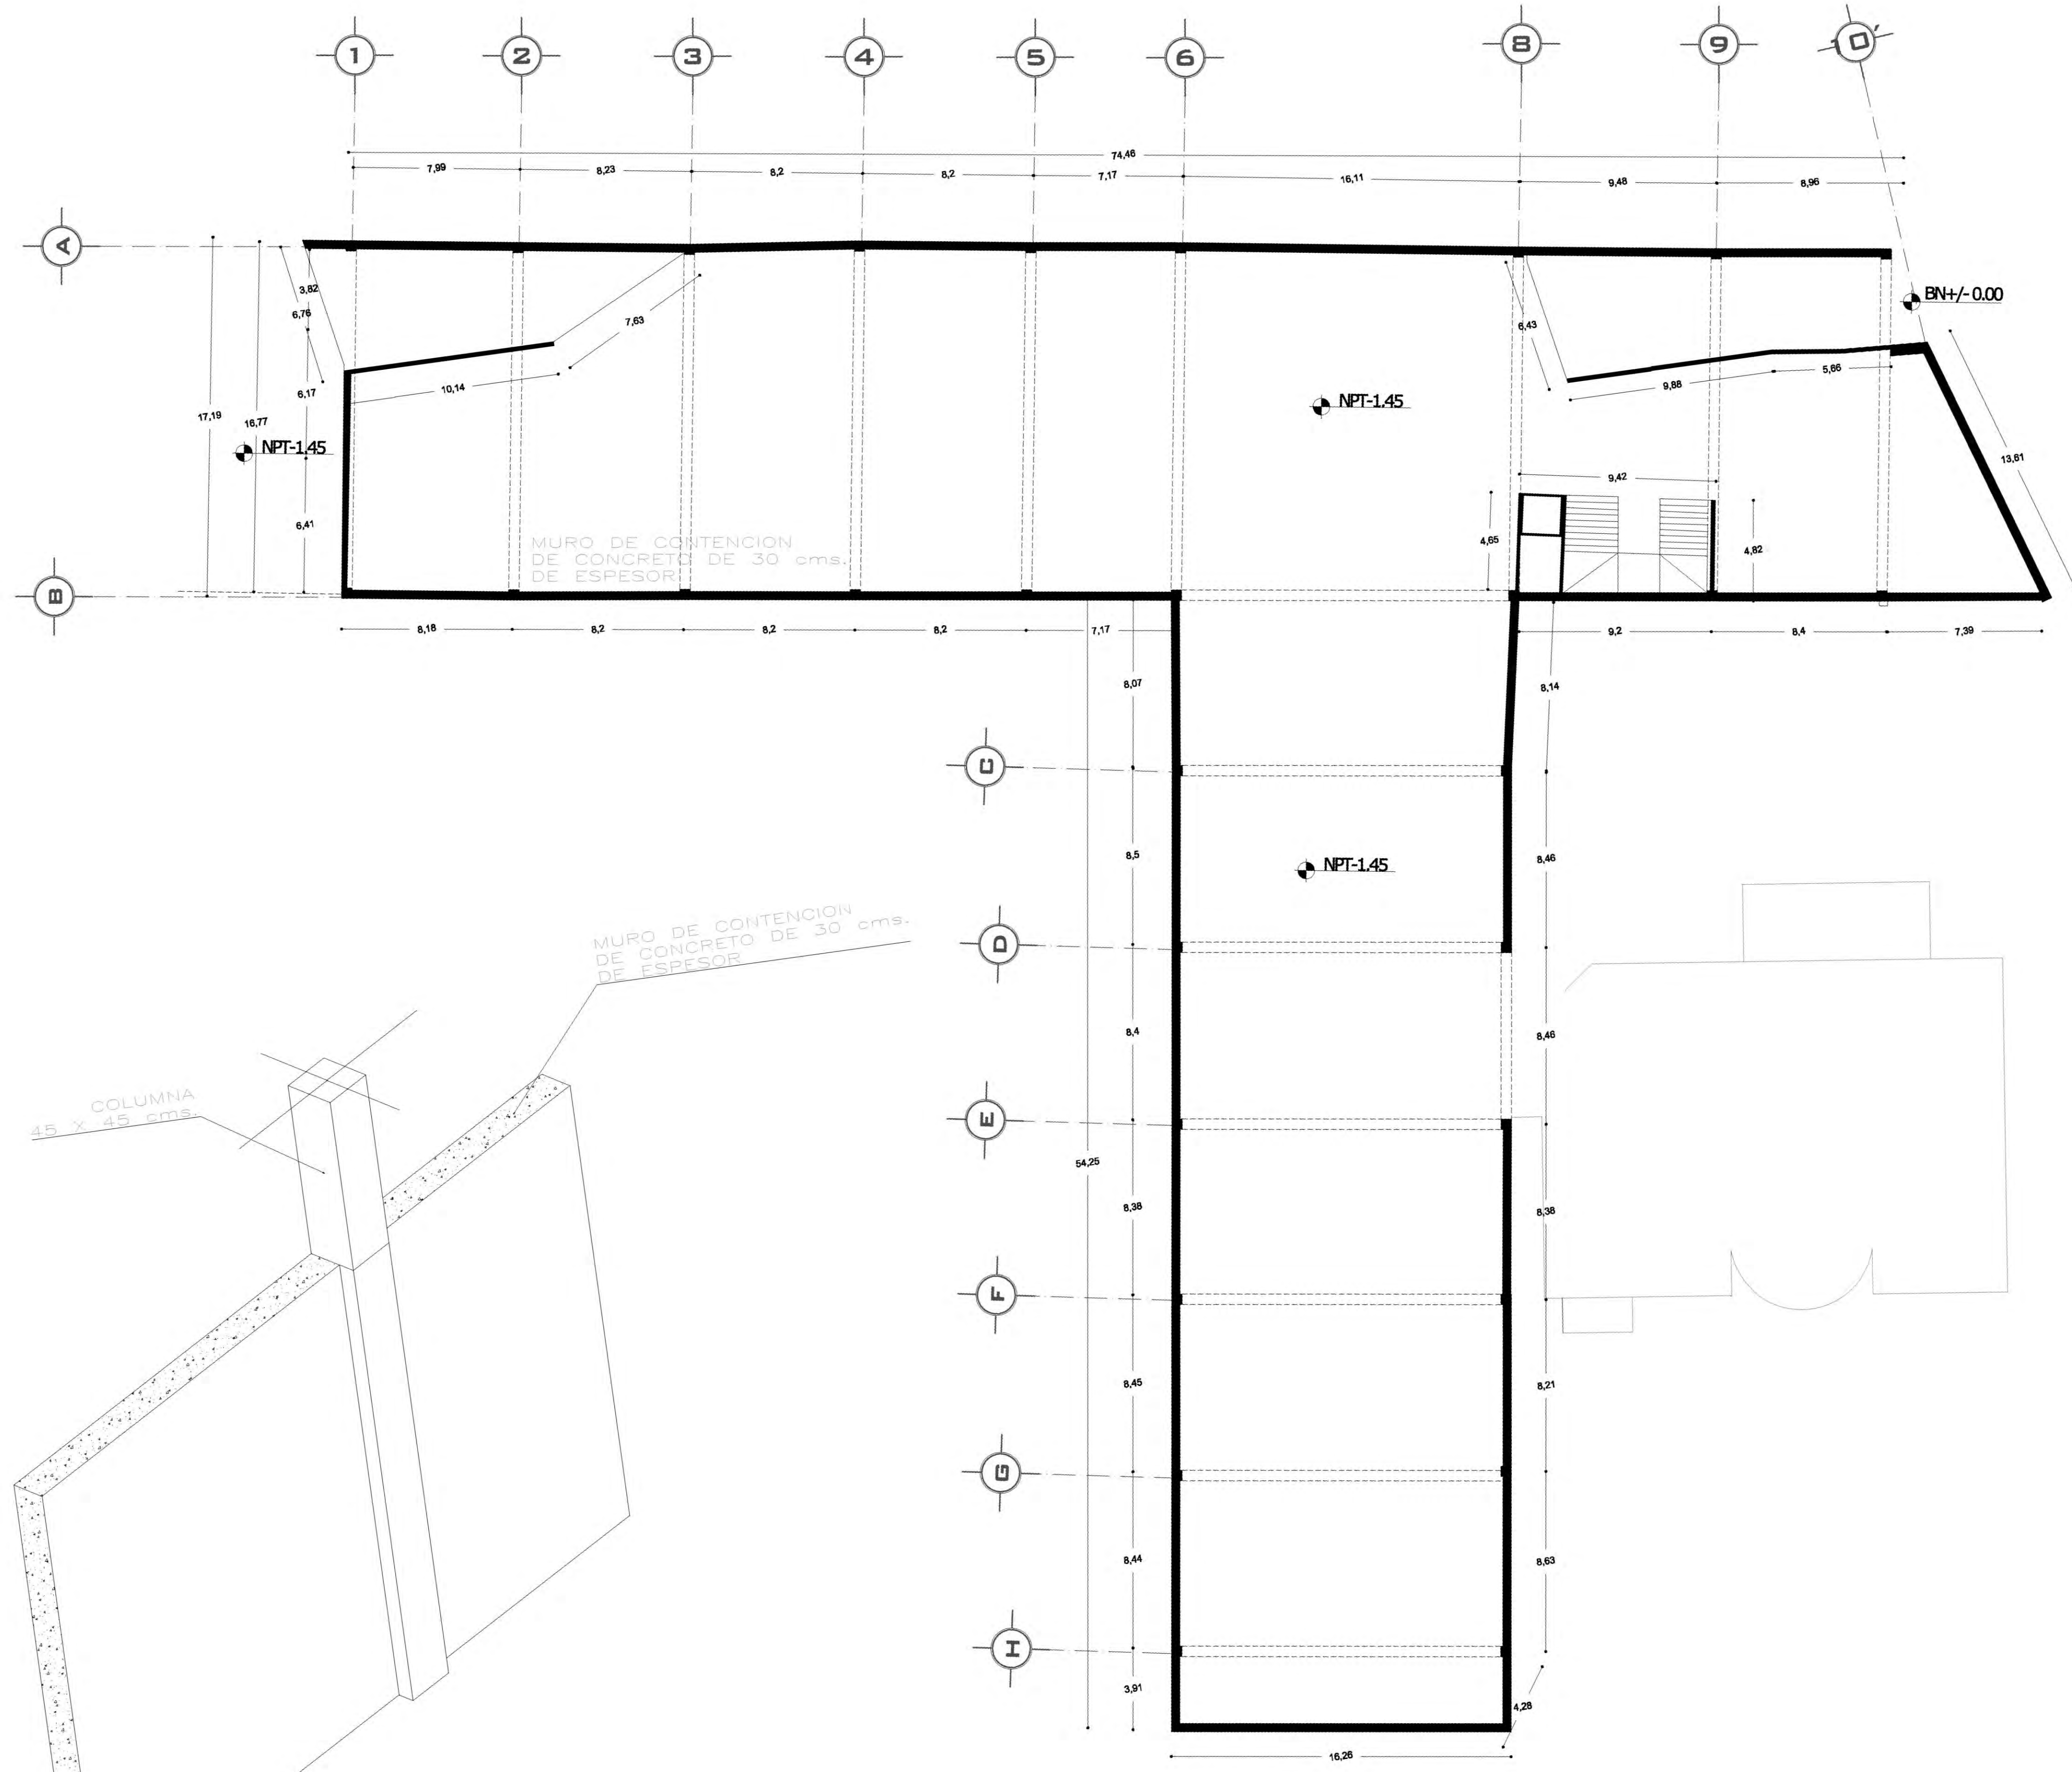 1
2
3
4
5
6
8
9
10'
74,46
7,99
8,23
8,2
8,2
7,17
16,11
9,48
8,96
A
3,82
6,76
7,63
6,43
BN+/- 0.00
10,14
6,17
17,19
16,77
NPT-1.45
NPT-1.45
9,88
5,66
13,61
9,42
6,41
4,65
4,82
MURO DE CONTENCION
DE CONCRETO DE 30 cms.
DE ESPESOR
B
8,18
8,2
8,2
8,2
7,17
9,2
8,4
7,39
8,07
8,14
C
8,5
8,46
NPT-1.45
D
8,4
8,46
E
54,25
8,38
8,38
F
8,45
8,21
G
8,44
8,63
H
3,91
4,28
16,26
MURO DE CONTENCION
DE CONCRETO DE 30 cms.
DE ESPESOR
COLUMNA
45 X 45 cms.